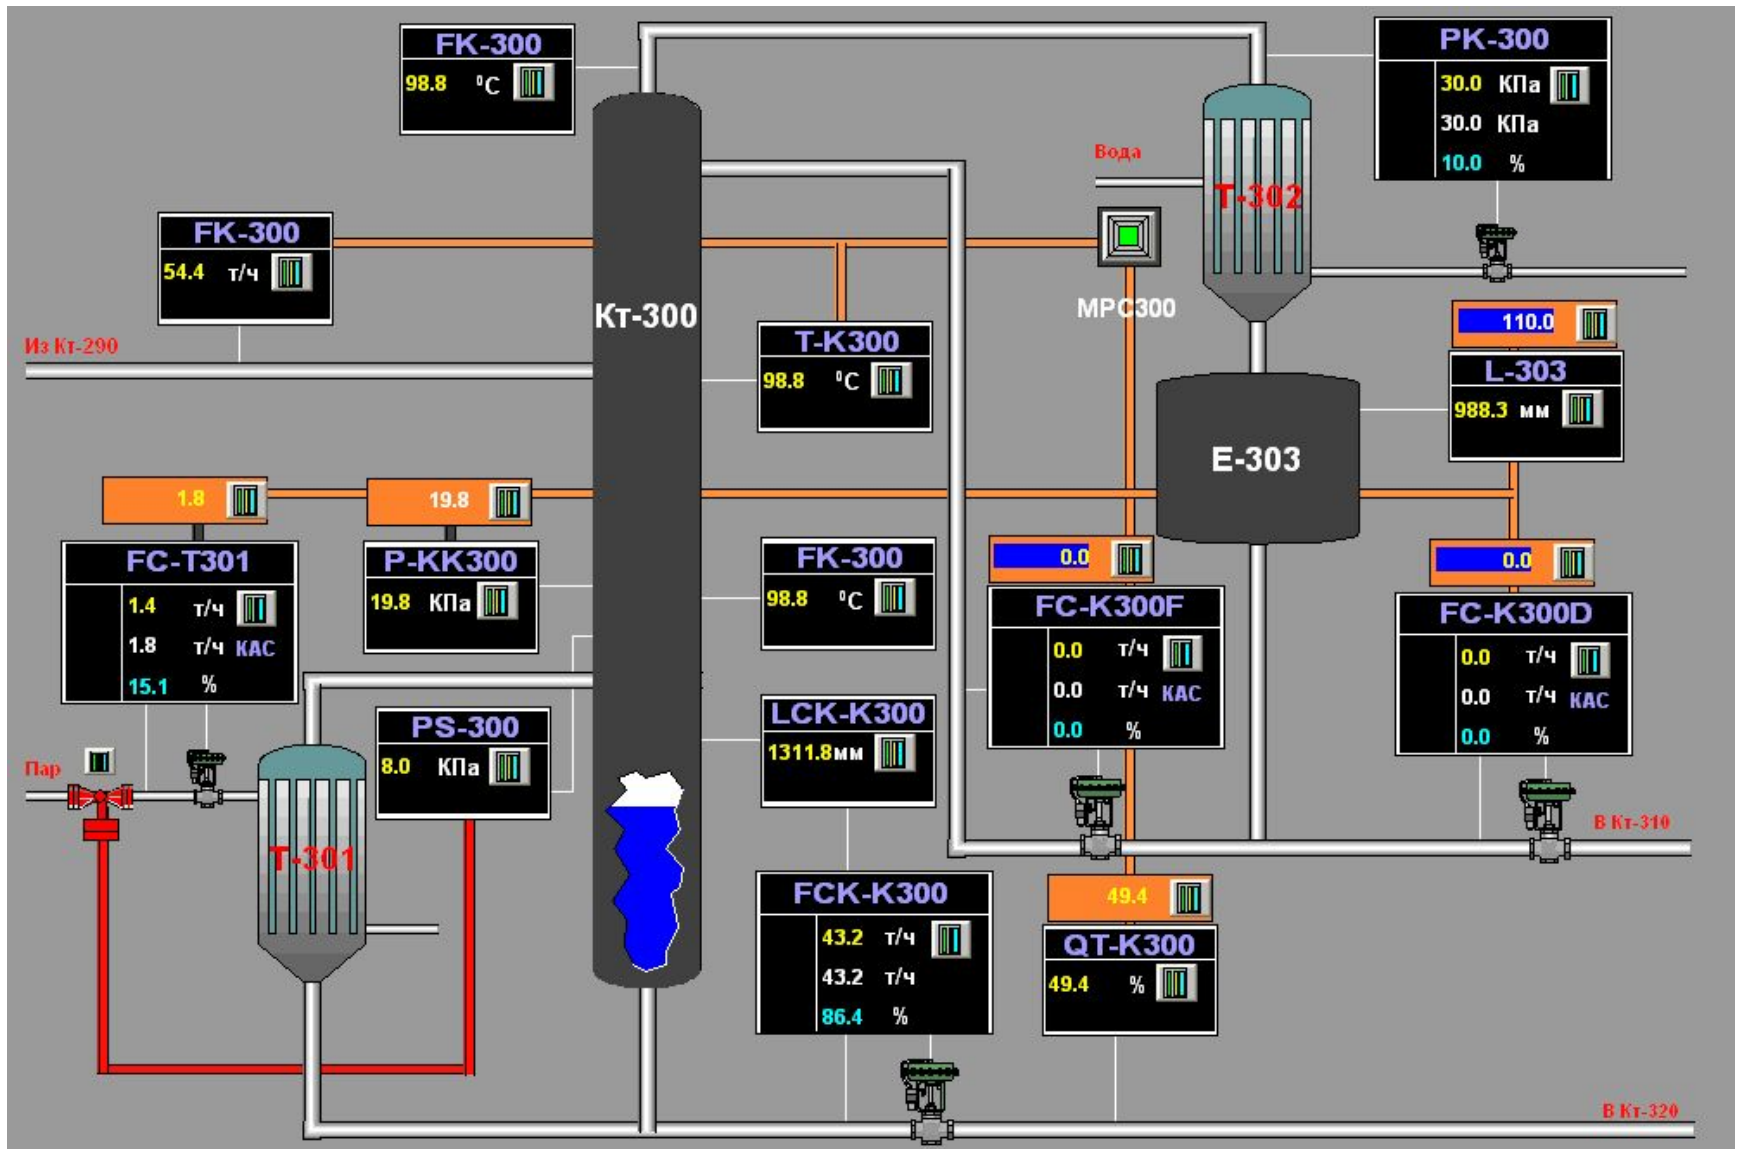 FK-300
98.8 ⁰C
PK-300
30.0 КПа
30.0 КПа
10.0 %
Вода
T-302
FK-300
54.4 т/ч
Кт-300
МРС300
110.0
Из Кт-290
T-K300
98.8 ⁰C
L-303
988.3 мм
E-303
1.8
19.8
FC-T301
1.4 т/ч
1.8 т/ч КАС
15.1 %
P-KK300
19.8 КПа
FK-300
98.8 ⁰C
0.0
FC-K300F
0.0 т/ч
0.0 т/ч КАС
0.0 %
0.0
FC-K300D
0.0 т/ч
0.0 т/ч КАС
0.0 %
PS-300
8.0 КПа
LCK-K300
1311.8мм
Пар
T-301
В Кт-310
FCK-K300
43.2 т/ч
43.2 т/ч
86.4 %
49.4
QT-K300
49.4 %
В Кт-320